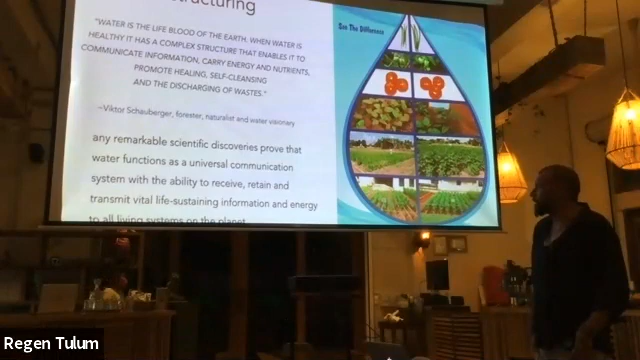 structuring
"WATER IS THE LIFE BLOOD OF THE EARTH. WHEN WATER IS
HEALTHY IT HAS A COMPLEX STRUCTURE THAT ENABLES IT TO
COMMUNICATE INFORMATION, CARRY ENERGY AND NUTRIENTS,
PROMOTE HEALING, SELF-CLEANSING
AND THE DISCHARGING OF WASTES."
~Viktor Schauberger, forester, naturalist and water visionary
any remarkable scientific discoveries prove that
water functions as a universal communication
system with the ability to receive, retain and
transmit vital life-sustaining information and energy
to all living systems on the planet
See The Difference
Regen Tulum